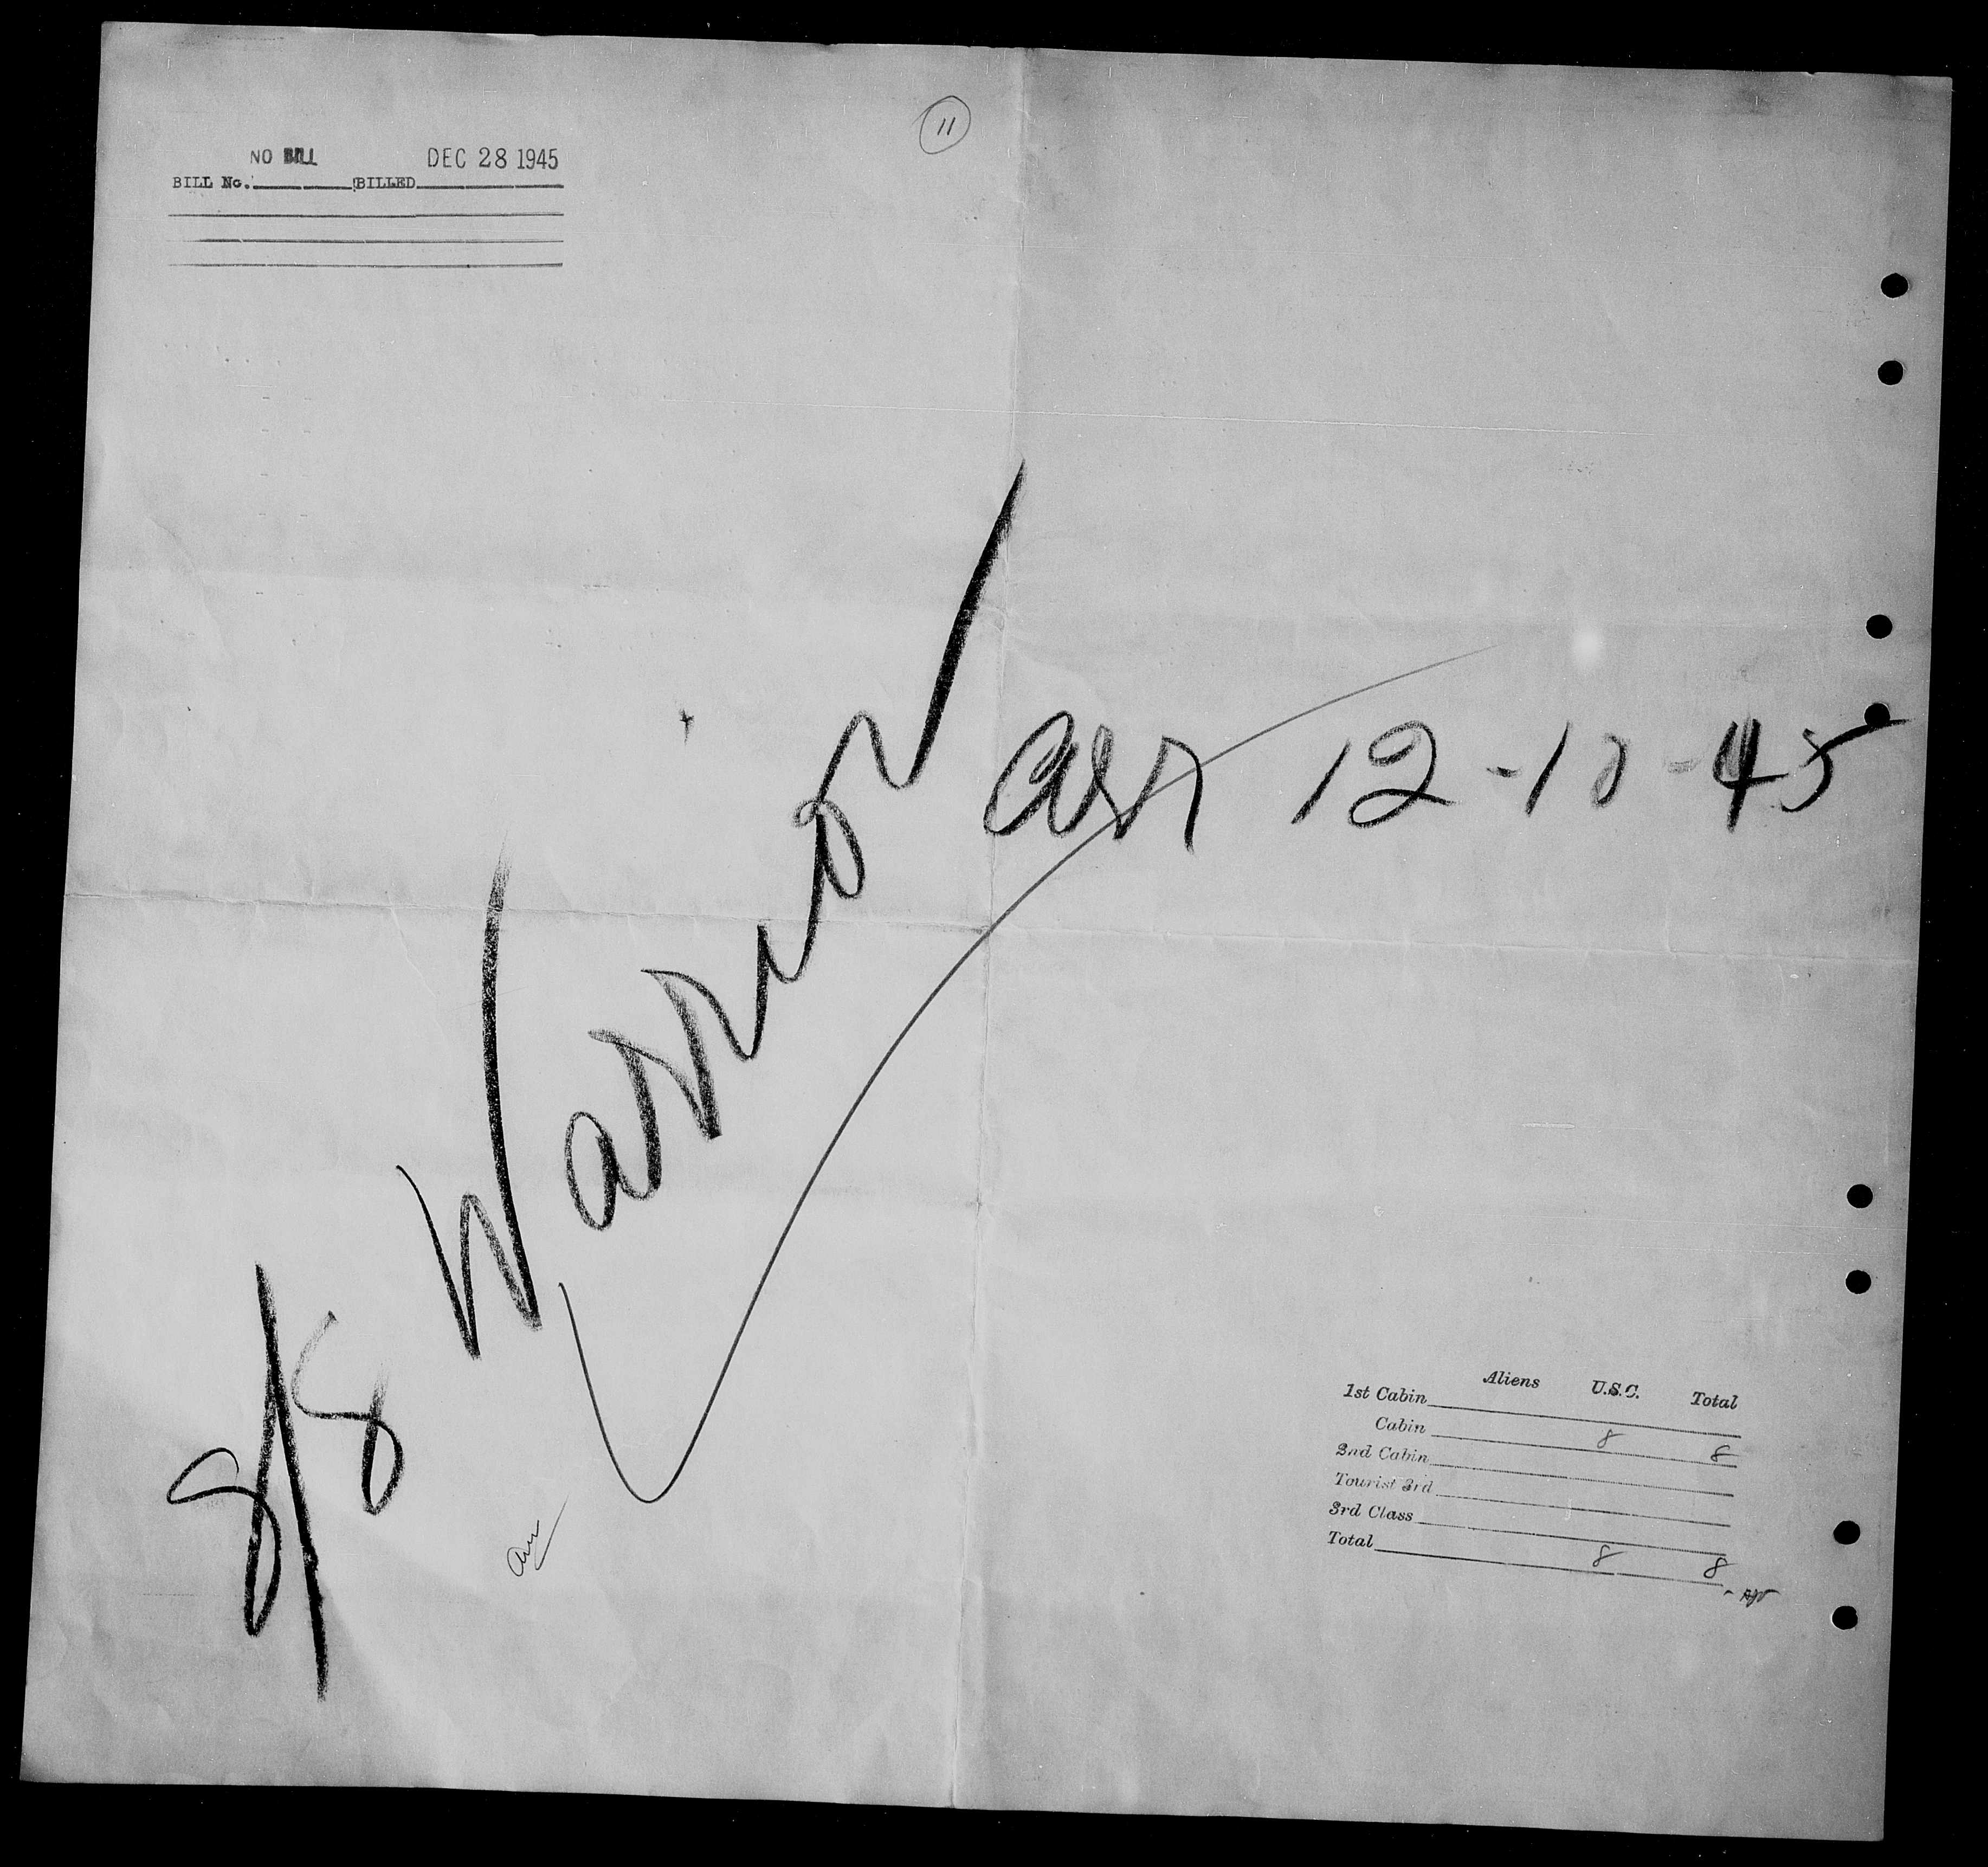 11
NO BILL DEC 28 1945
BILL No. BILLED
S/S Warrior arr 12-10-45
Aliens U.S.C. Total
1st Cabin
Cabin 8 8
2nd Cabin
Tourist 3rd
3rd Class
Total 8 8